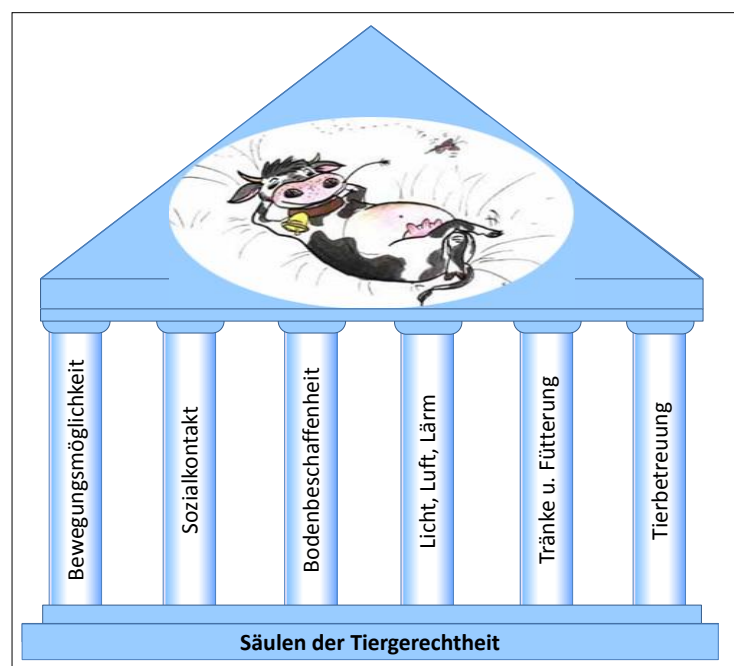 Bewegungsmöglichkeit
Sozialkontakt
Bodenbeschaffenheit
Licht, Luft, Lärm
Tränke u. Fütterung
Tierbetreuung
Säulen der Tiergerechtheit